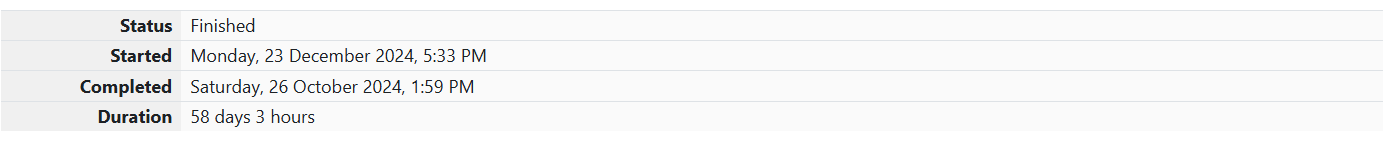 Status Finished
Started Monday, 23 December 2024, 5:33 PM
Completed Saturday, 26 October 2024, 1:59 PM
Duration 58 days 3 hours